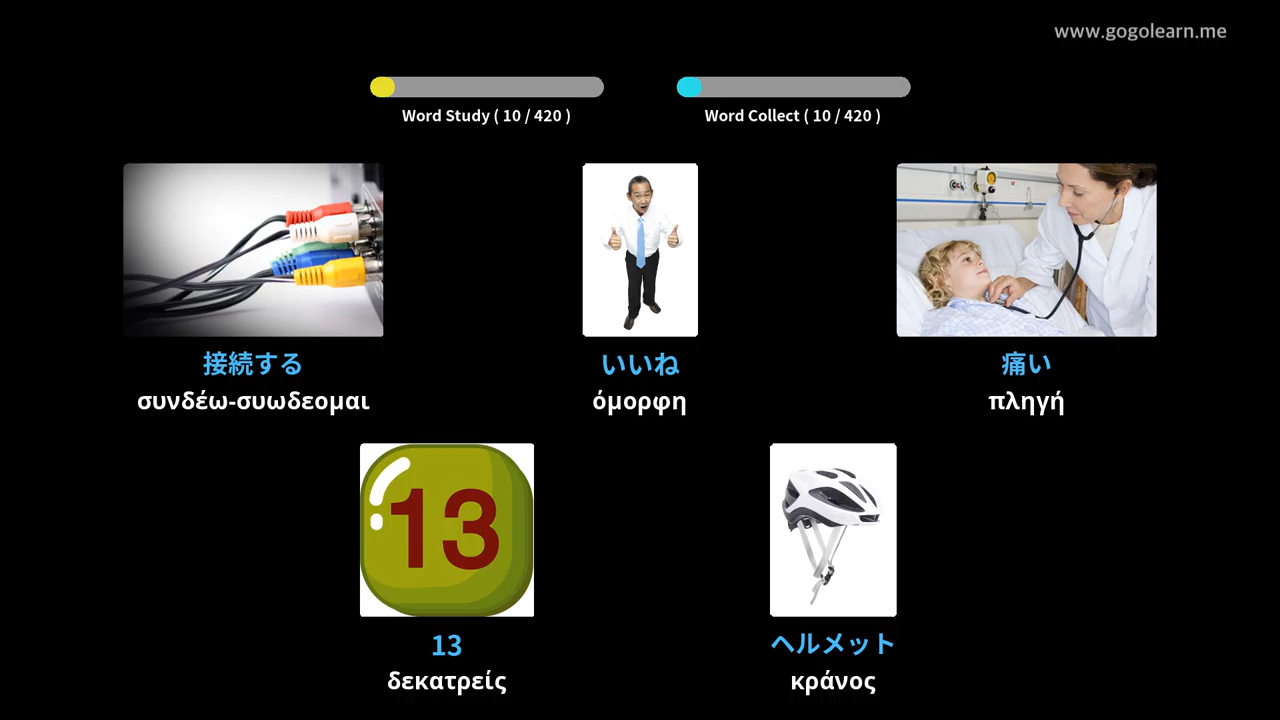 www.gogolearn.me
Word Study ( 10 / 420 )
Word Collect ( 10 / 420 )
接続する
συνδέω-συωδεομαι
いいね
όμορφη
痛い
πληγή
13
13
δεκατρείς
ヘルメット
κράνος